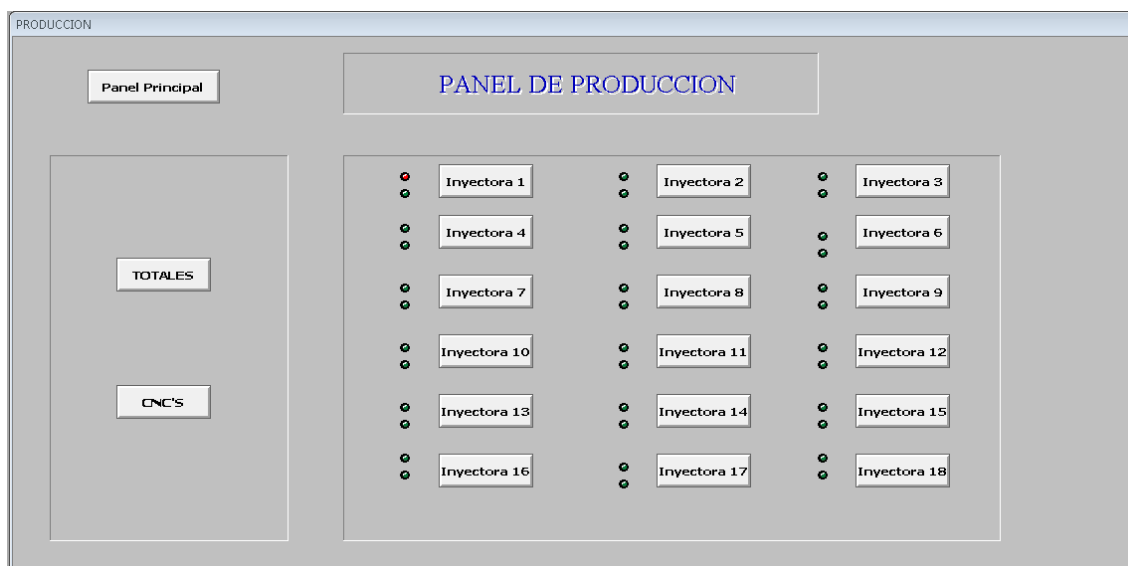 PRODUCCION
Panel Principal
PANEL DE PRODUCCION
TOTALES
CNC'S
Inyectora 1
Inyectora 2
Inyectora 3
Inyectora 4
Inyectora 5
Inyectora 6
Inyectora 7
Inyectora 8
Inyectora 9
Inyectora 10
Inyectora 11
Inyectora 12
Inyectora 13
Inyectora 14
Inyectora 15
Inyectora 16
Inyectora 17
Inyectora 18